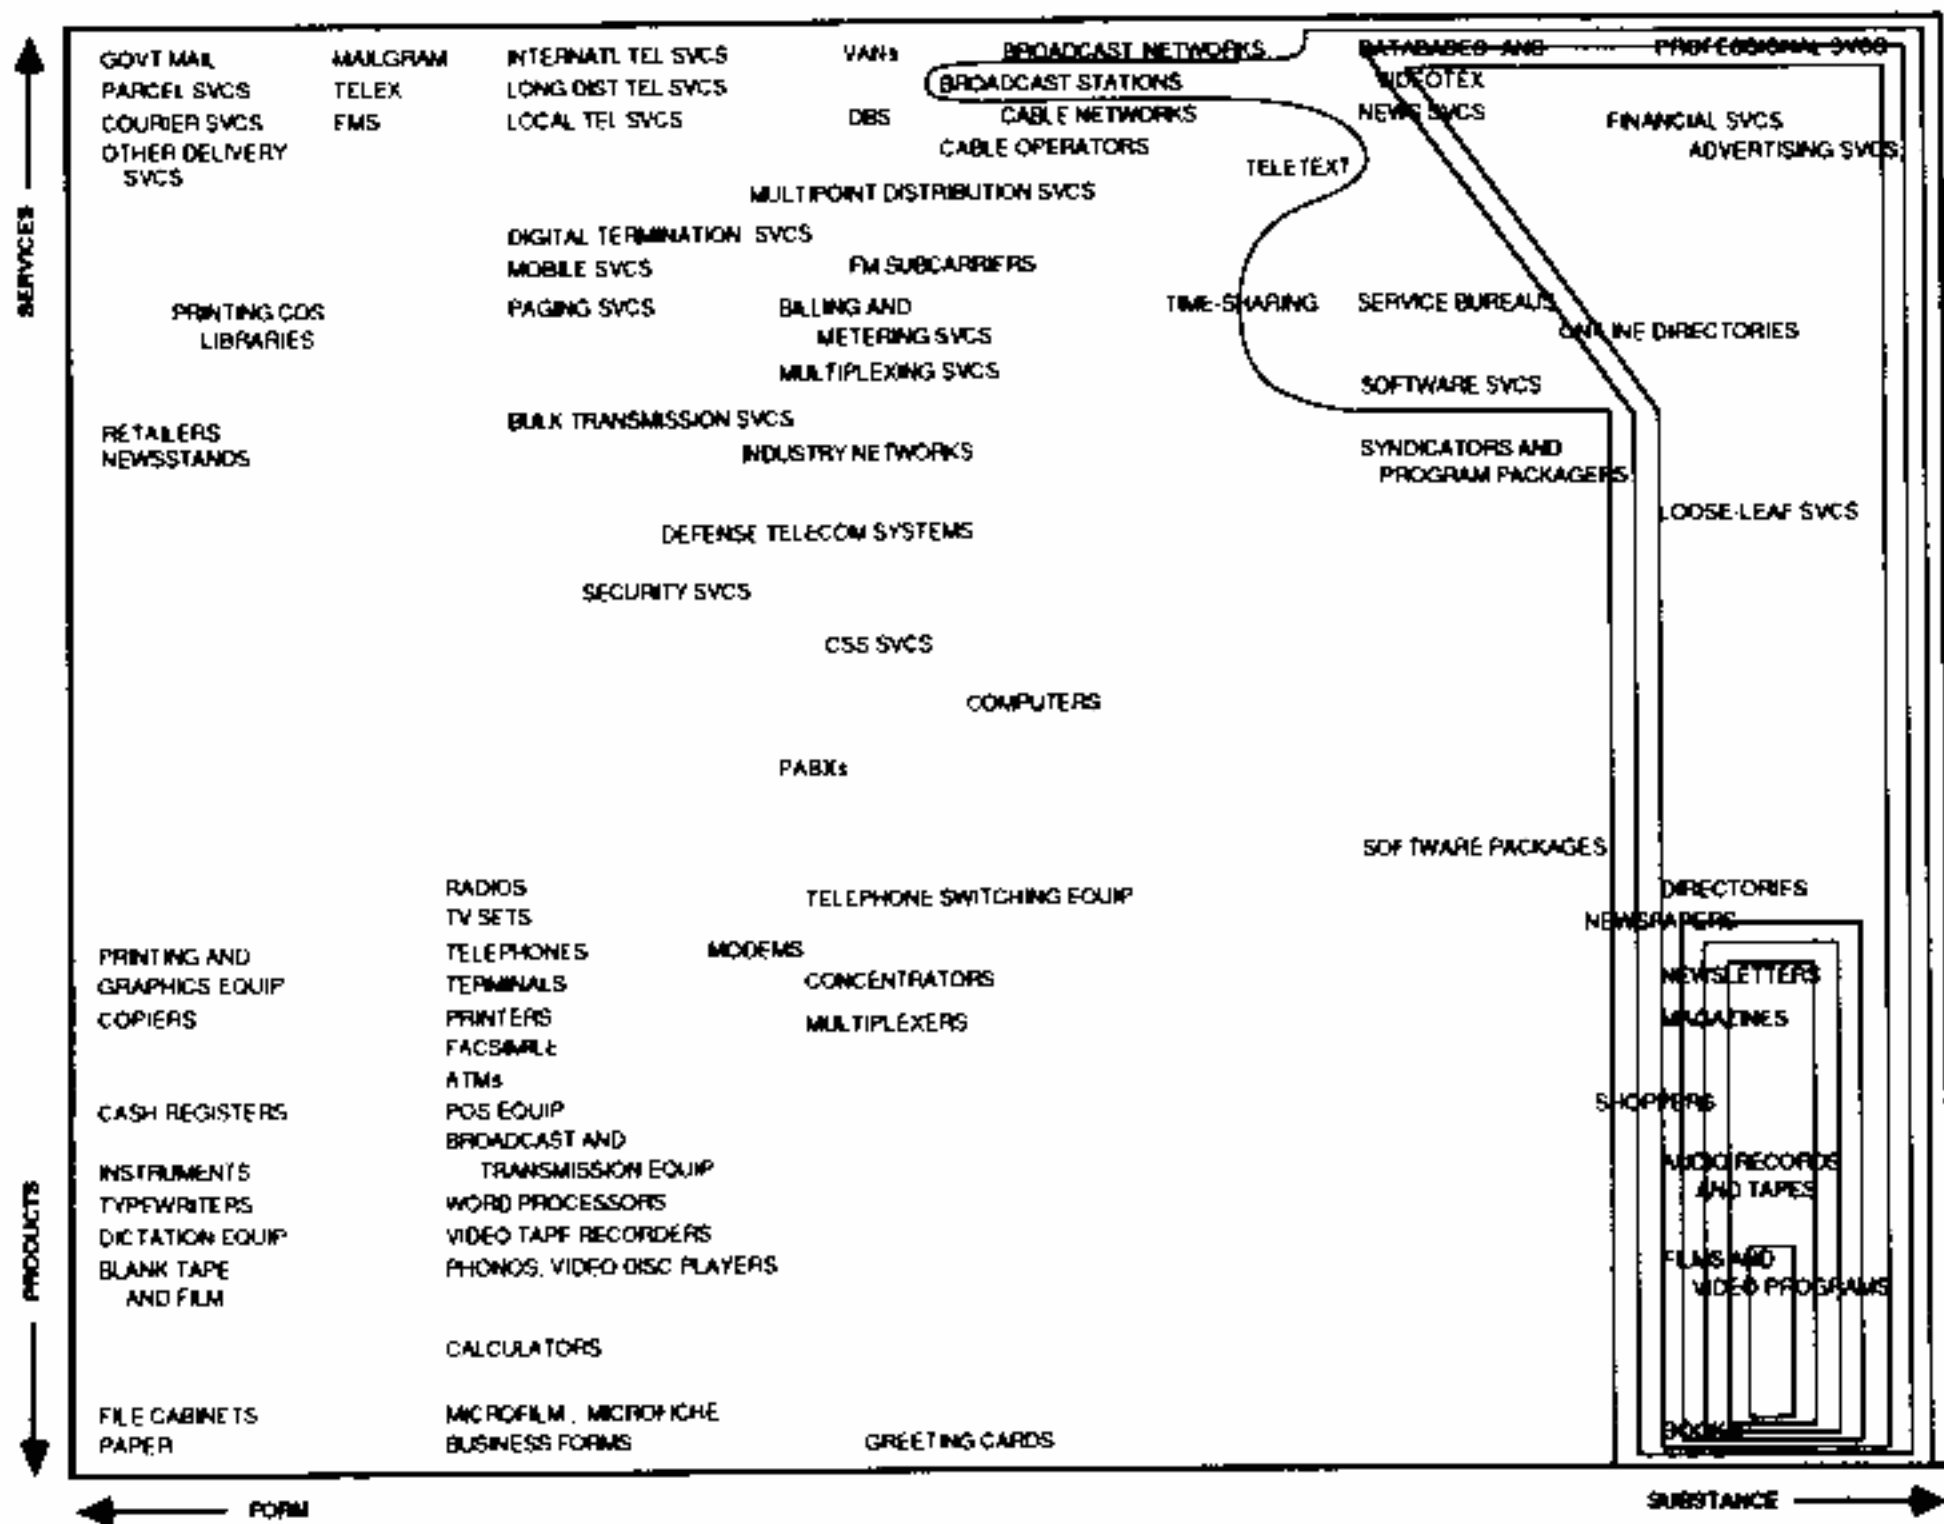 GOVT MAIL MAILGRAM INTERNATL TEL SVCS VANs BROADCAST NETWORKS DATABASES AND PROFESSIONAL SVCS
PARCEL SVCS TELEX LONG DIST TEL SVCS BROADCAST STATIONS VIDEOTEX
COURIER SVCS EMS LOCAL TEL SVCS DBS CABLE NETWORKS NEWS SVCS FINANCIAL SVCS
OTHER DELIVERY CABLE OPERATORS ADVERTISING SVCS
SVCS TELETEXT
MULTIPOINT DISTRIBUTION SVCS
SERVICES
DIGITAL TERMINATION SVCS
MOBILE SVCS FM SUBCARRIERS
PRINTING COS PAGING SVCS BILLING AND TIME-SHARING SERVICE BUREAUS
LIBRARIES METERING SVCS ON-LINE DIRECTORIES
MULTIPLEXING SVCS SOFTWARE SVCS
RETAILERS BULK TRANSMISSION SVCS
NEWSSTANDS INDUSTRY NETWORKS SYNDICATORS AND
PROGRAM PACKAGERS
LOOSE-LEAF SVCS
DEFENSE TELECOM SYSTEMS
SECURITY SVCS
CSS SVCS
COMPUTERS
PABXs
SOFTWARE PACKAGES
RADIOS TELEPHONE SWITCHING EQUIP DIRECTORIES
TV SETS NEWSPAPERS
PRINTING AND TELEPHONES MODEMS
GRAPHICS EQUIP TERMINALS CONCENTRATORS NEWSLETTERS
COPIERS PRINTERS MULTIPLEXERS MAGAZINES
FACSIMILE
ATMs
CASH REGISTERS POS EQUIP SHOPPERS
BROADCAST AND
INSTRUMENTS TRANSMISSION EQUIP AUDIO RECORDS
TYPEWRITERS WORD PROCESSORS AND TAPES
PRODUCTS
DICTATION EQUIP VIDEO TAPE RECORDERS
BLANK TAPE PHONOS, VIDEO DISC PLAYERS FILMS AND
AND FILM VIDEO PROGRAMS
CALCULATORS
FILE CABINETS MICROFILM, MICROFICHE
PAPER BUSINESS FORMS GREETING CARDS BOOKS
FORM SUBSTANCE